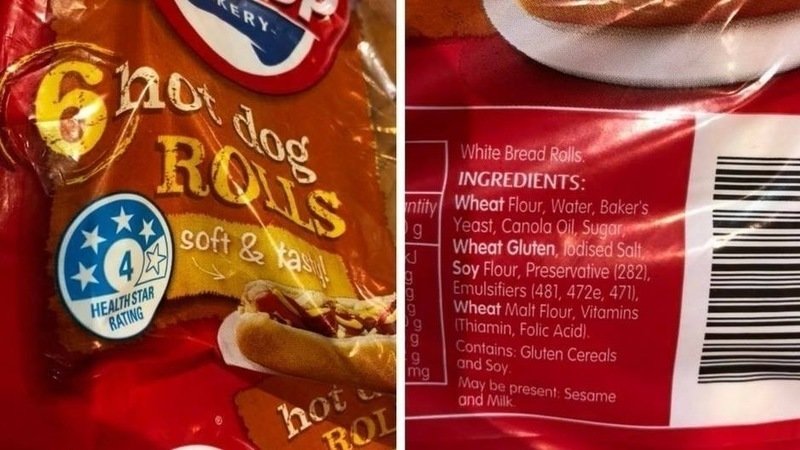 KERY
6 hot dog
ROLLS
soft & tasty!
4
HEALTH STAR
RATING
hot
ROL
ntity
g
kJ
g
g
g
g
g
mg
White Bread Rolls.
INGREDIENTS:
Wheat Flour, Water, Baker's
Yeast, Canola Oil, Sugar,
Wheat Gluten, Iodised Salt,
Soy Flour, Preservative (282),
Emulsifiers (481, 472e, 471),
Wheat Malt Flour, Vitamins
(Thiamin, Folic Acid).
Contains: Gluten Cereals
and Soy.
May be present: Sesame
and Milk.